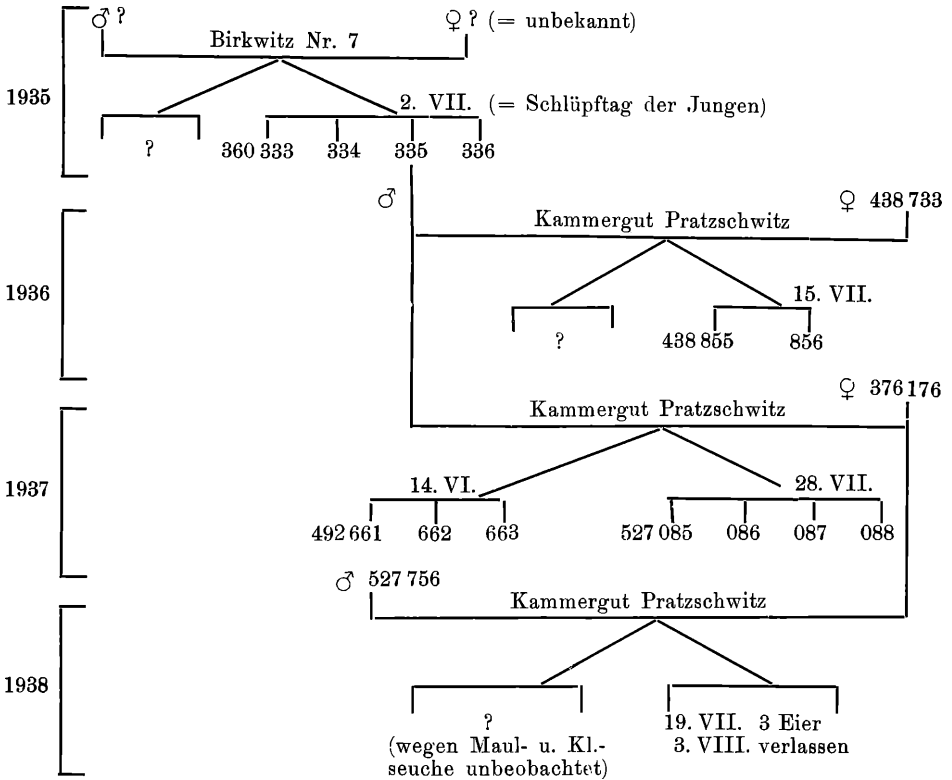 ♂ ? ♀ ? (= unbekannt)
Birkwitz Nr. 7
1935
2. VII. (= Schlüpftag der Jungen)
? 360 333 334 335 336
♂ ♀ 438 733
Kammergut Pratzschwitz
1936
15. VII.
? 438 855 856
♀ 376 176
Kammergut Pratzschwitz
1937
14. VI. 28. VII.
492 661 662 663 527 085 086 087 088
♂ 527 756
Kammergut Pratzschwitz
1938
? 19. VII. 3 Eier
(wegen Maul- u. Kl.- 3. VIII. verlassen
seuche unbeobachtet)